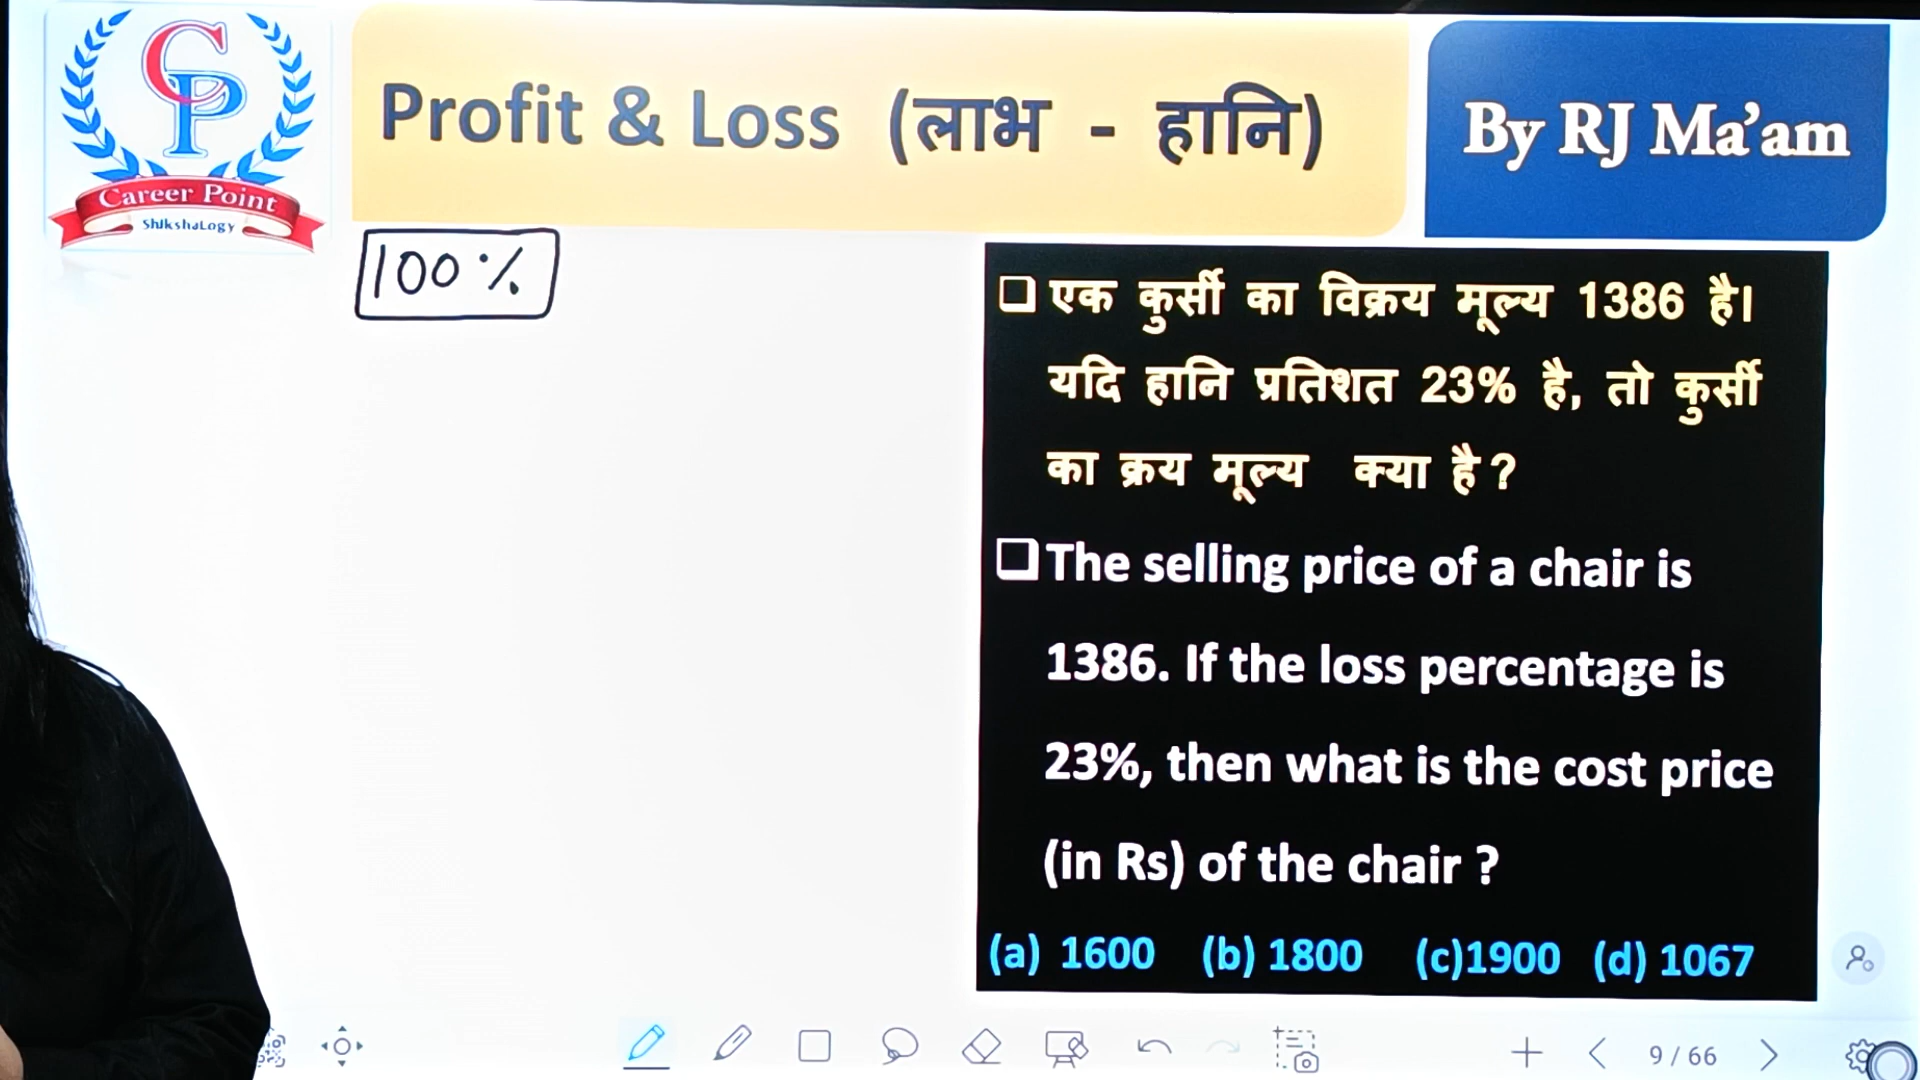 CP
Career Point
ShikshaLogy
Profit & Loss (लाभ - हानि)
By RJ Ma’am
100 %
एक कुर्सी का विक्रय मूल्य 1386 है।
यदि हानि प्रतिशत 23% है, तो कुर्सी
का क्रय मूल्य क्या है ?
The selling price of a chair is
1386. If the loss percentage is
23%, then what is the cost price
(in Rs) of the chair ?
(a) 1600 (b) 1800 (c)1900 (d) 1067
9 / 66